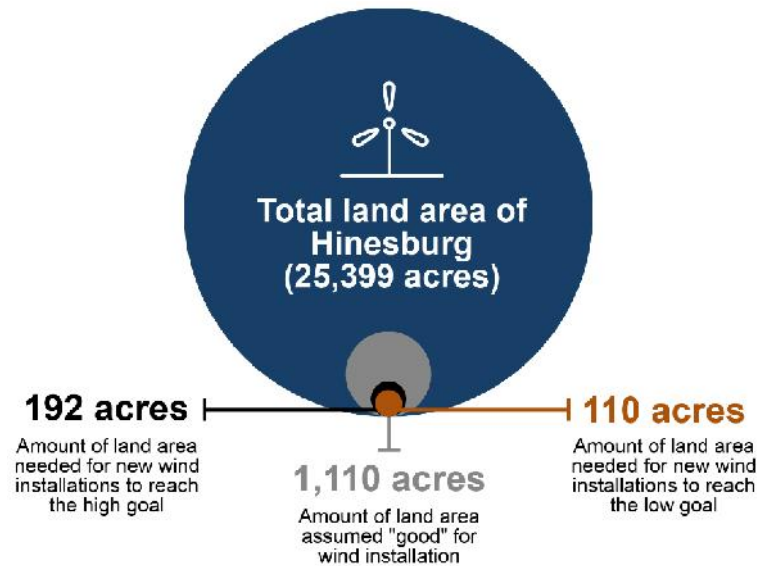 Total land area of
Hinesburg
(25,399 acres)
192 acres
Amount of land area
needed for new wind
installations to reach
the high goal
1,110 acres
Amount of land area
assumed "good" for
wind installation
110 acres
Amount of land area
needed for new wind
installations to reach
the low goal